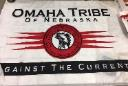 OMAHA TRIBE
OF NEBRASKA
GAINST THE CURRENT